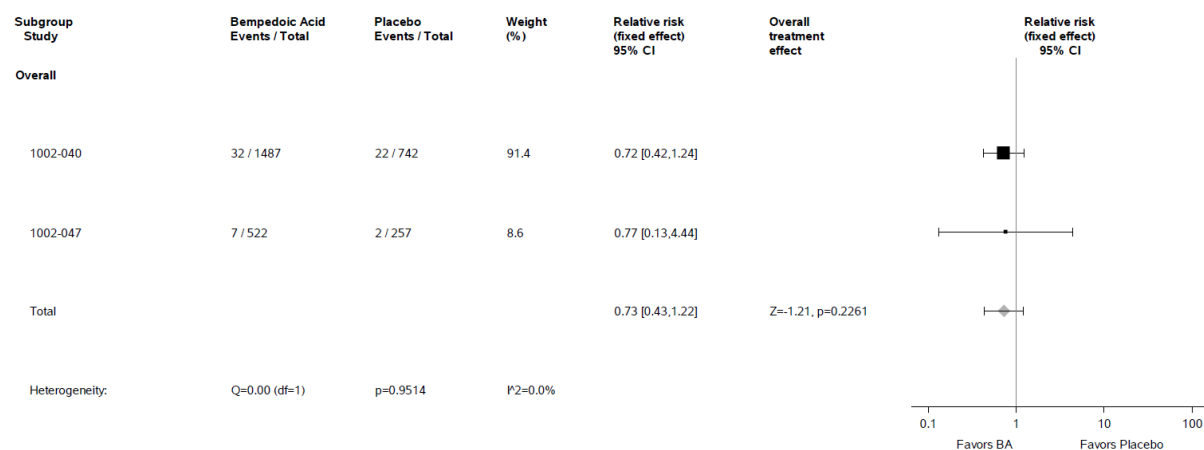 Subgroup Bempedoic Acid Placebo Weight Relative risk Overall Relative risk
Study Events / Total Events / Total (%) (fixed effect) treatment (fixed effect)
95% CI effect 95% CI
Overall
1002-040 32 / 1487 22 / 742 91.4 0.72 [0.42,1.24]
1002-047 7 / 522 2 / 257 8.6 0.77 [0.13,4.44]
Total 0.73 [0.43,1.22] Z=-1.21, p=0.2261
Heterogeneity: Q=0.00 (df=1) p=0.9514 I^2=0.0%
0.1 1 10 100
Favors BA Favors Placebo